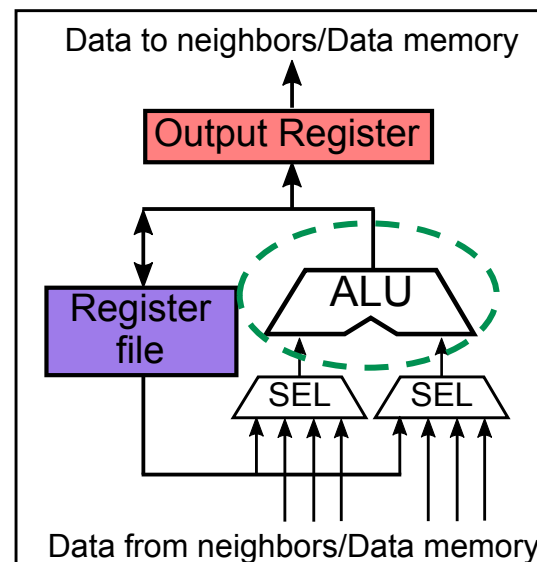 Data to neighbors/Data memory
Output Register
ALU
Register
file
SEL
SEL
Data from neighbors/Data memory